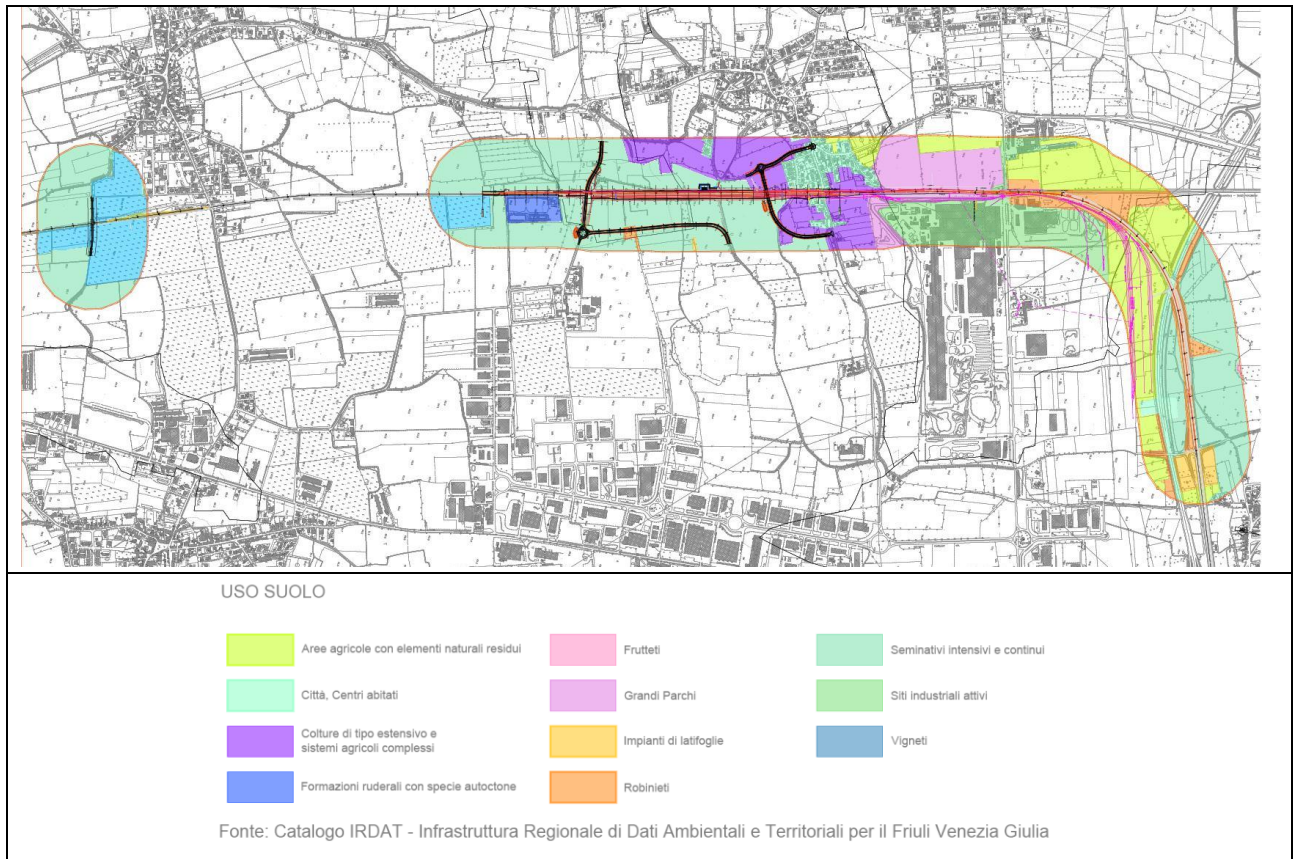 USO SUOLO
Aree agricole con elementi naturali residui
Frutteti
Seminativi intensivi e continui
Città, Centri abitati
Grandi Parchi
Siti industriali attivi
Colture di tipo estensivo e
sistemi agricoli complessi
Impianti di latifoglie
Vigneti
Formazioni ruderali con specie autoctone
Robinieti
Fonte: Catalogo IRDAT - Infrastruttura Regionale di Dati Ambientali e Territoriali per il Friuli Venezia Giulia